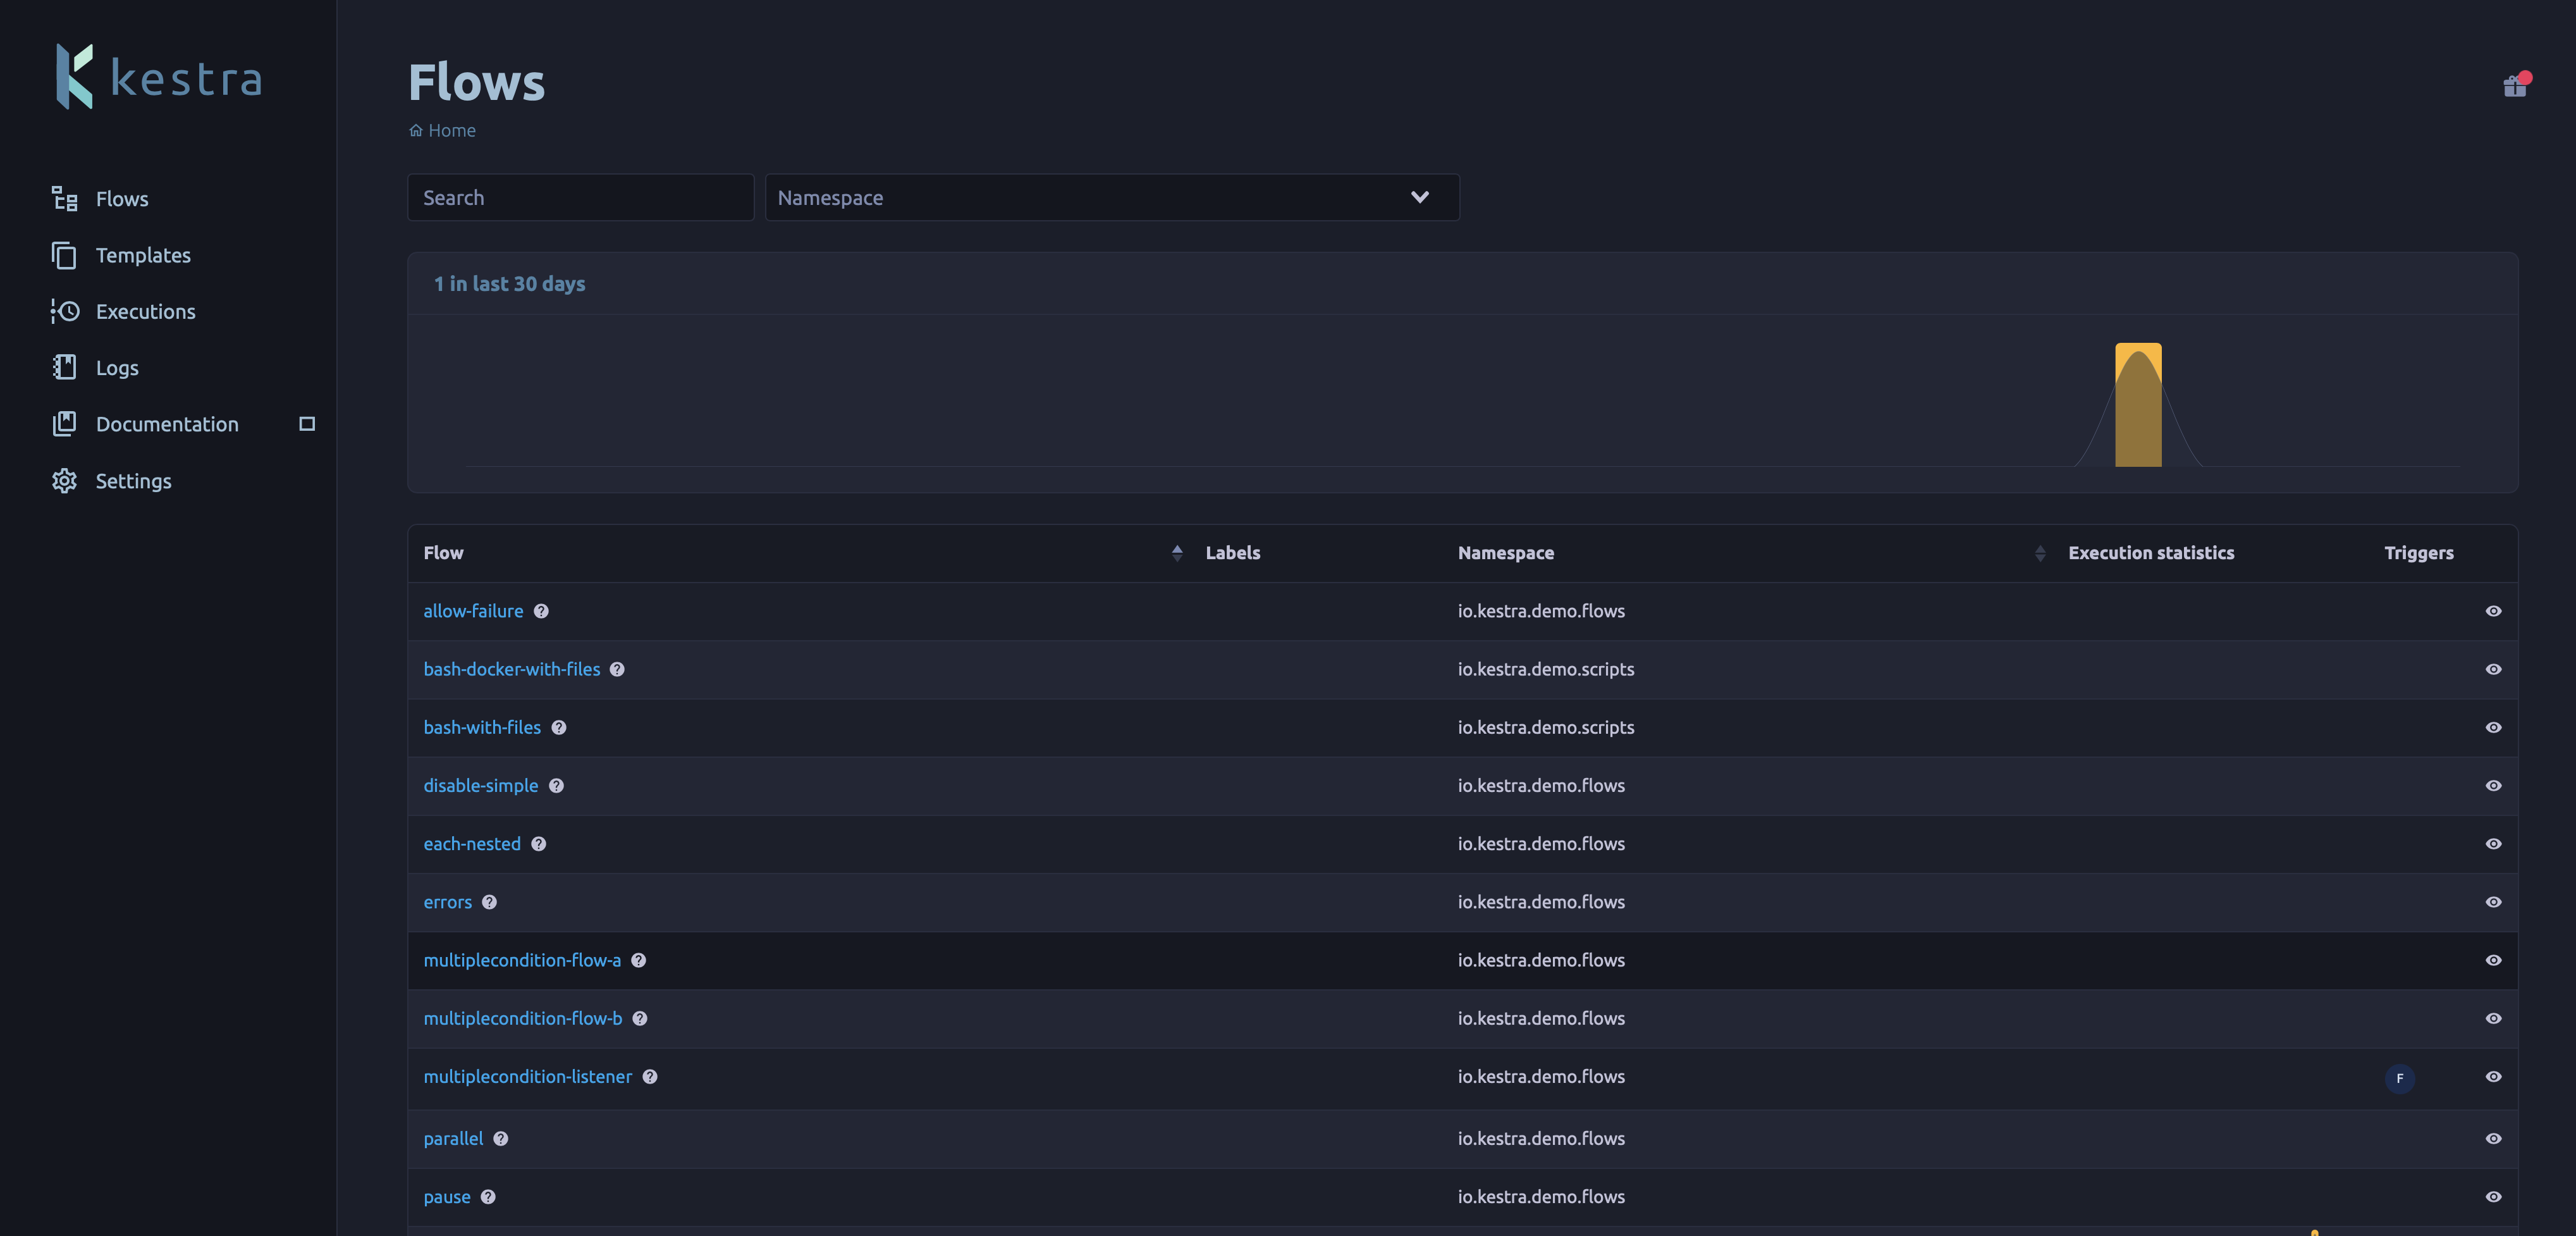 kestra
Flows
Home
Flows
Templates
Executions
Logs
Documentation
Settings
Search
Namespace
1 in last 30 days
Flow Labels Namespace Execution statistics Triggers
allow-failure io.kestra.demo.flows
bash-docker-with-files io.kestra.demo.scripts
bash-with-files io.kestra.demo.scripts
disable-simple io.kestra.demo.flows
each-nested io.kestra.demo.flows
errors io.kestra.demo.flows
multiplecondition-flow-a io.kestra.demo.flows
multiplecondition-flow-b io.kestra.demo.flows
multiplecondition-listener io.kestra.demo.flows F
parallel io.kestra.demo.flows
pause io.kestra.demo.flows